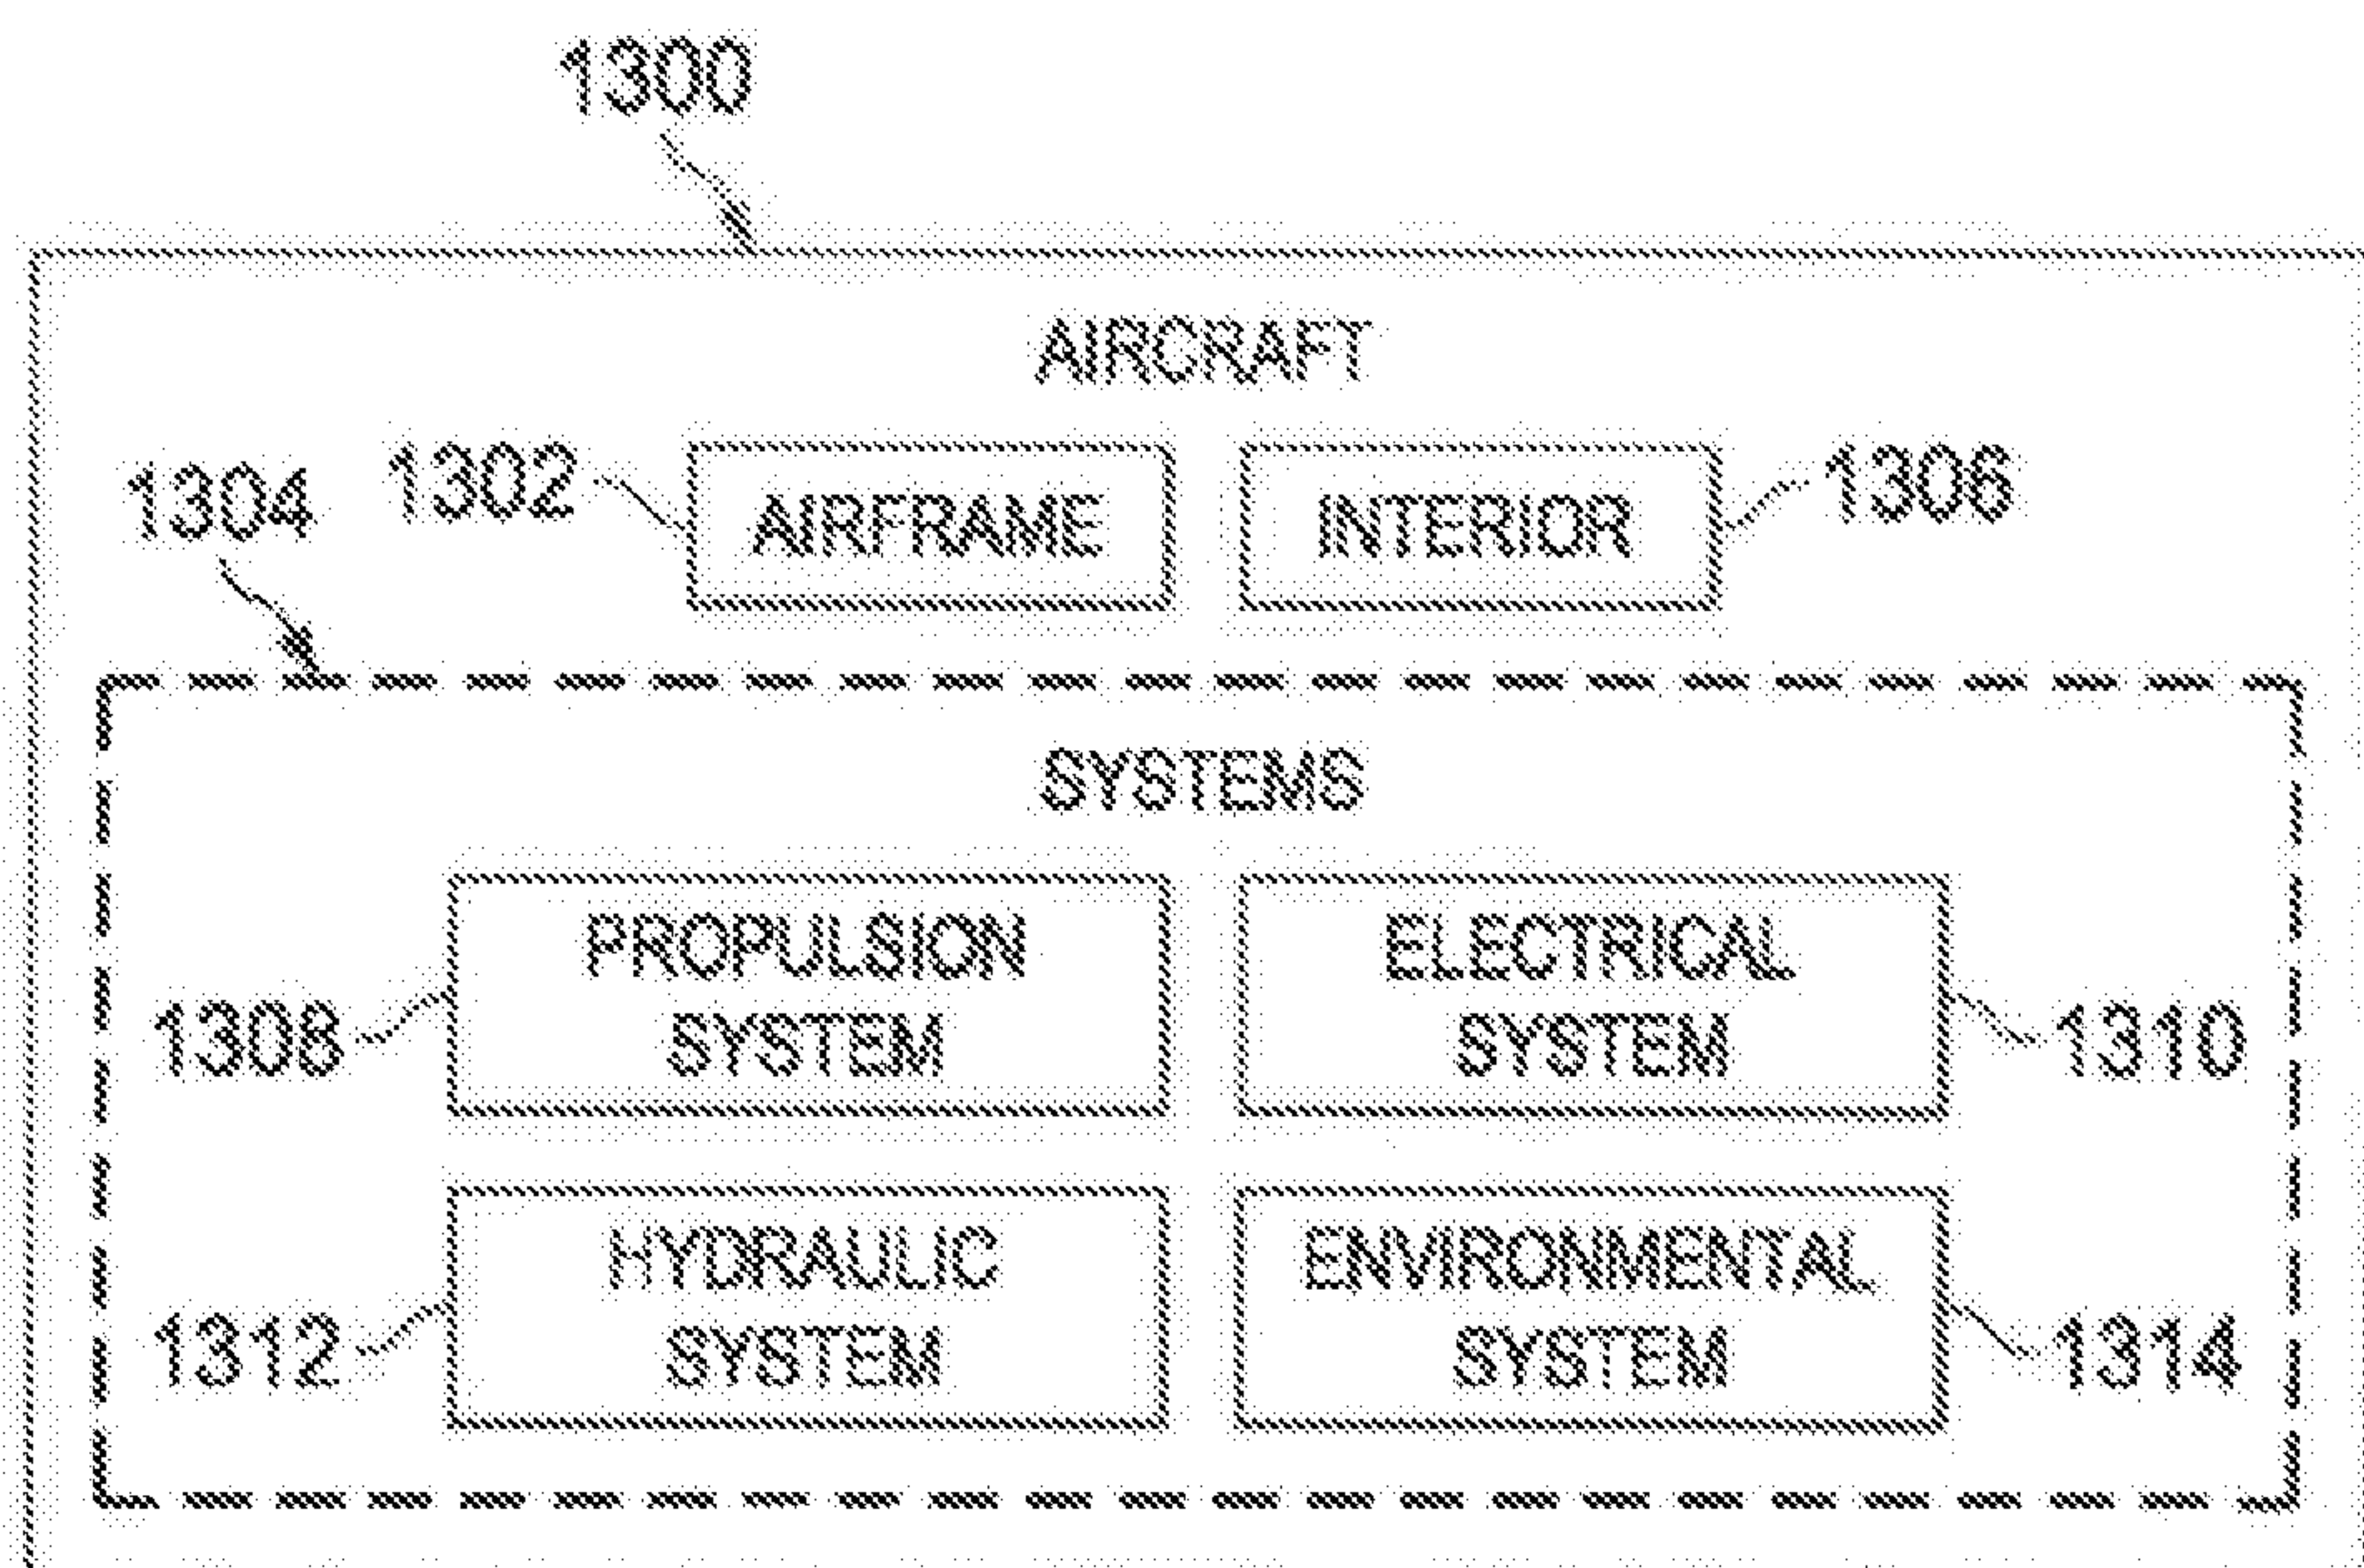 1300
AIRCRAFT
1304
1302
AIRFRAME
INTERIOR
1306
SYSTEMS
PROPULSION
SYSTEM
1308
ELECTRICAL
SYSTEM
1310
HYDRAULIC
SYSTEM
1312
ENVIRONMENTAL
SYSTEM
1314